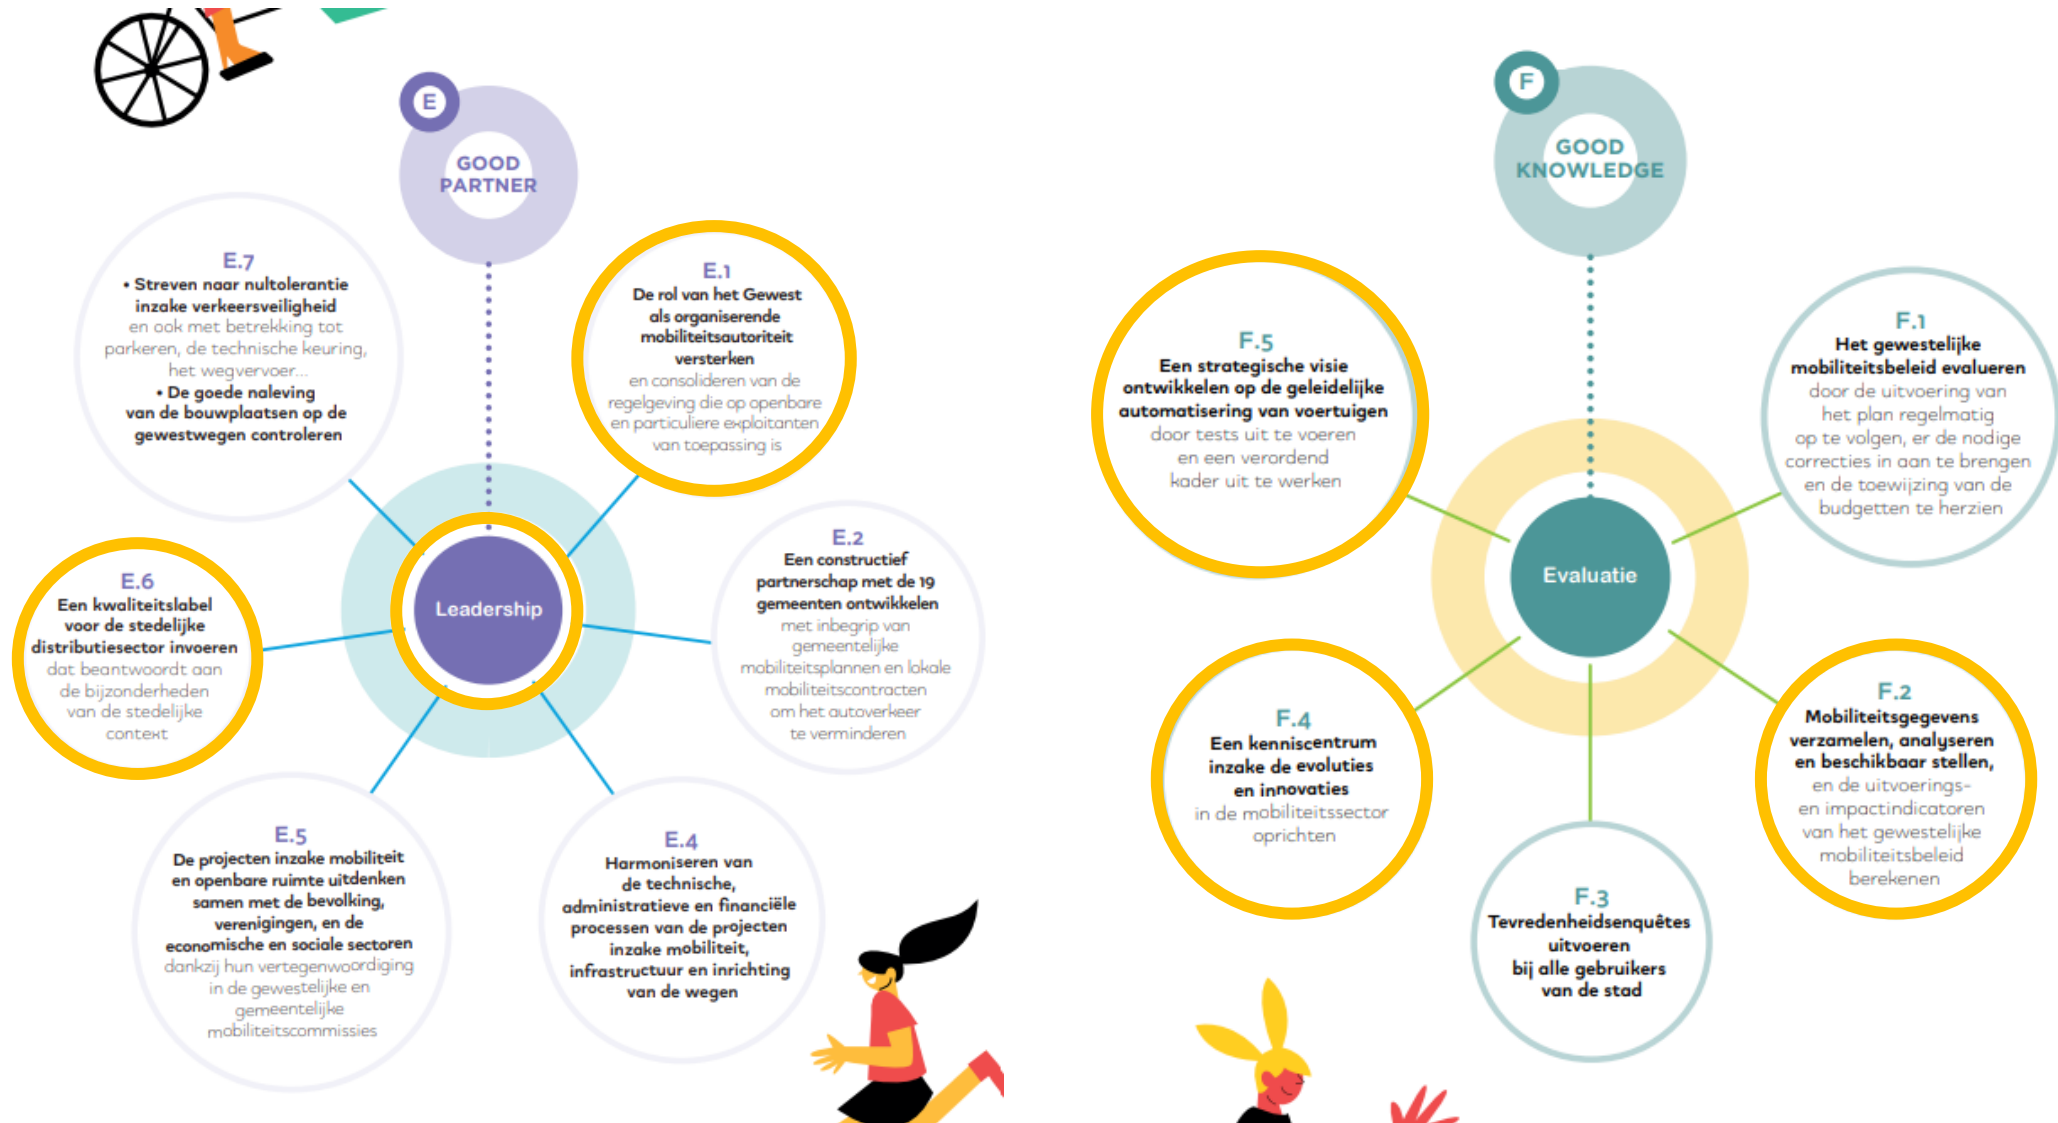 E
GOOD
PARTNER
E.7
• Streven naar nultolerantie
inzake verkeersveiligheid
en ook met betrekking tot
parkeren, de technische keuring,
het wegvervoer...
• De goede naleving
van de bouwplaatsen op de
gewestwegen controleren
E.1
De rol van het Gewest
als organiserende
mobiliteitsautoriteit
versterken
en consolideren van de
regelgeving die op openbare
en particuliere exploitanten
van toepassing is
E.2
Een constructief
partnerschap met de 19
gemeenten ontwikkelen
met inbegrip van
gemeentelijke
mobiliteitsplannen en lokale
mobiliteitscontracten
om het autoverkeer
te verminderen
Leadership
E.6
Een kwaliteitslabel
voor de stedelijke
distributiesector invoeren
dat beantwoordt aan
de bijzonderheden
van de stedelijke
context
E.5
De projecten inzake mobiliteit
en openbare ruimte uitdenken
samen met de bevolking,
verenigingen, en de
economische en sociale sectoren
dankzij hun vertegenwoordiging
in de gewestelijke en
gemeentelijke
mobiliteitscommissies
E.4
Harmoniseren van
de technische,
administratieve en financiële
processen van de projecten
inzake mobiliteit,
infrastructuur en inrichting
van de wegen
F
GOOD
KNOWLEDGE
F.5
Een strategische visie
ontwikkelen op de geleidelijke
automatisering van voertuigen
door tests uit te voeren
en een verordend
kader uit te werken
F.1
Het gewestelijke
mobiliteitsbeleid evalueren
door de uitvoering van
het plan regelmatig
op te volgen, er de nodige
correcties in aan te brengen
en de toewijzing van de
budgetten te herzien
Evaluatie
F.4
Een kenniscentrum
inzake de evoluties
en innovaties
in de mobiliteitssector
oprichten
F.2
Mobiliteitsgegevens
verzamelen, analyseren
en beschikbaar stellen,
en de uitvoerings-
en impactindicatoren
van het gewestelijke
mobiliteitsbeleid
berekenen
F.3
Tevredenheidsenquêtes
uitvoeren
bij alle gebruikers
van de stad